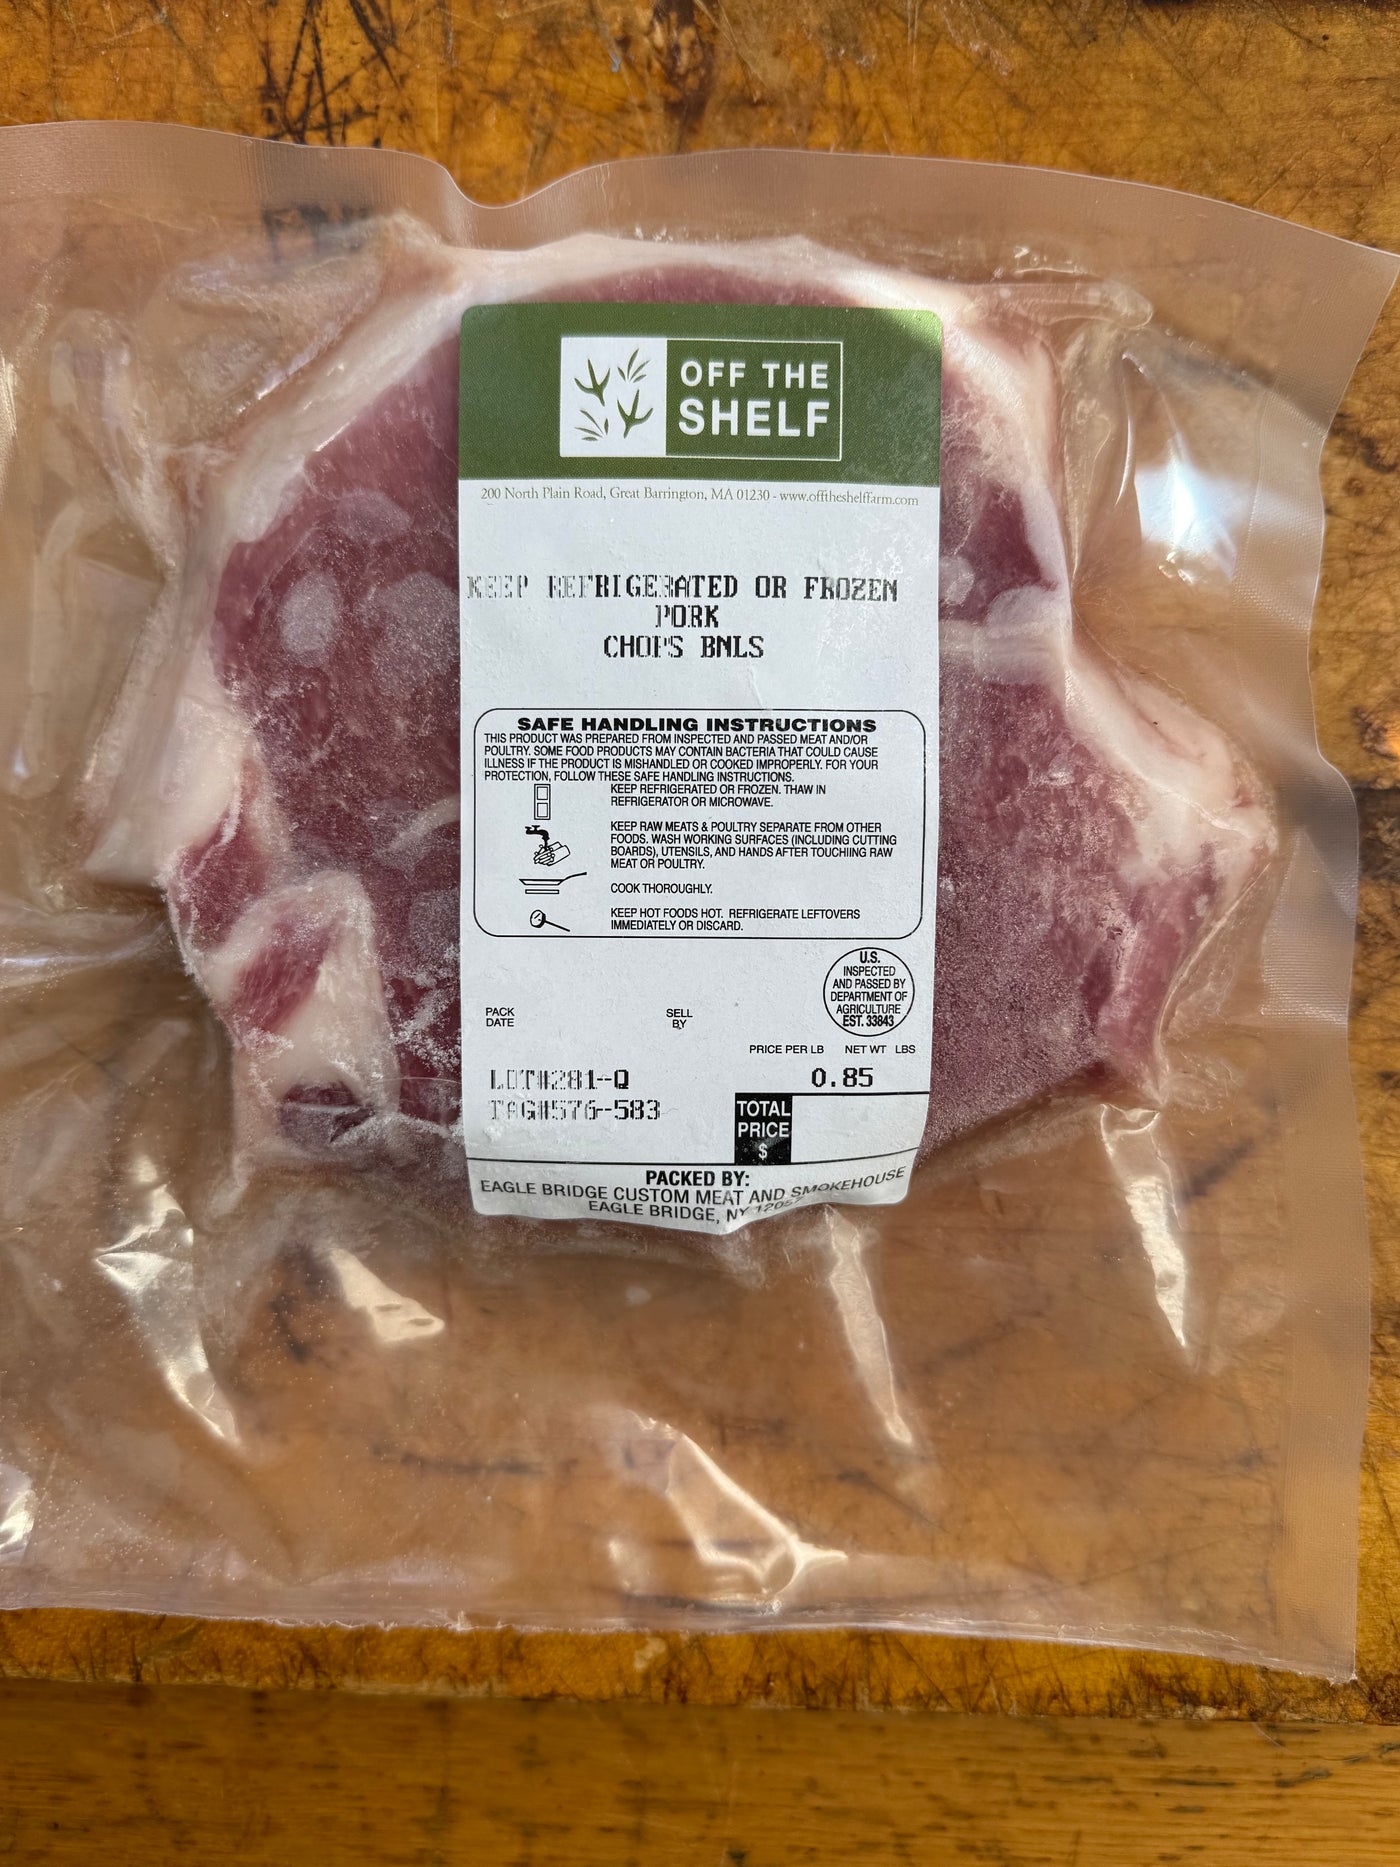 OFF THE
SHELF
200 North Plain Road, Great Barrington, MA 01230 - www.offtheshelffarm.com
KEEP REFRIGERATED OR FROZEN
PORK
CHOPS BNLS
SAFE HANDLING INSTRUCTIONS
THIS PRODUCT WAS PREPARED FROM INSPECTED AND PASSED MEAT AND/OR
POULTRY. SOME FOOD PRODUCTS MAY CONTAIN BACTERIA THAT COULD CAUSE
ILLNESS IF THE PRODUCT IS MISHANDLED OR COOKED IMPROPERLY. FOR YOUR
PROTECTION, FOLLOW THESE SAFE HANDLING INSTRUCTIONS.
KEEP REFRIGERATED OR FROZEN. THAW IN
REFRIGERATOR OR MICROWAVE.
KEEP RAW MEATS & POULTRY SEPARATE FROM OTHER
FOODS. WASH WORKING SURFACES (INCLUDING CUTTING
BOARDS), UTENSILS, AND HANDS AFTER TOUCHIING RAW
MEAT OR POULTRY.
COOK THOROUGHLY.
KEEP HOT FOODS HOT. REFRIGERATE LEFTOVERS
IMMEDIATELY OR DISCARD.
U.S.
INSPECTED
AND PASSED BY
DEPARTMENT OF
AGRICULTURE
EST. 33843
PACK
DATE
SELL
BY
PRICE PER LB NET WT LBS
LOT#281-Q
0.85
TAG#576-583
TOTAL
PRICE
$
PACKED BY:
EAGLE BRIDGE CUSTOM MEAT AND SMOKEHOUSE
EAGLE BRIDGE, NY